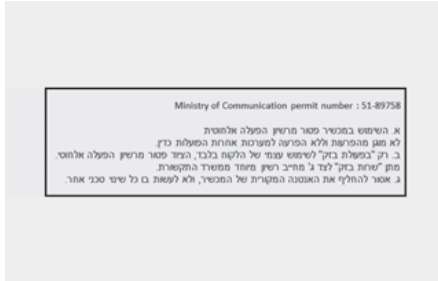 Ministry of Communication permit number : 51-89758
א. השימוש במכשיר פטור מרשיון הפעלה אלחוטית
לא מוגן מהפרעות וללא הפרעה למערכות אחרות הפועלות כדין.
ב. רק "בפעולת בזק" לשימוש עצמי של הלקוח בלבד, הציוד פטור מרשיון הפעלה אלחוטי.
מתן "שרות בזק" לצד ג' מחייב רשיון מיוחד ממשרד התקשורת.
ג. אסור להחליף את האנטנה המקורית של המכשיר, ולא לעשות בו כל שינוי טכני אחר.